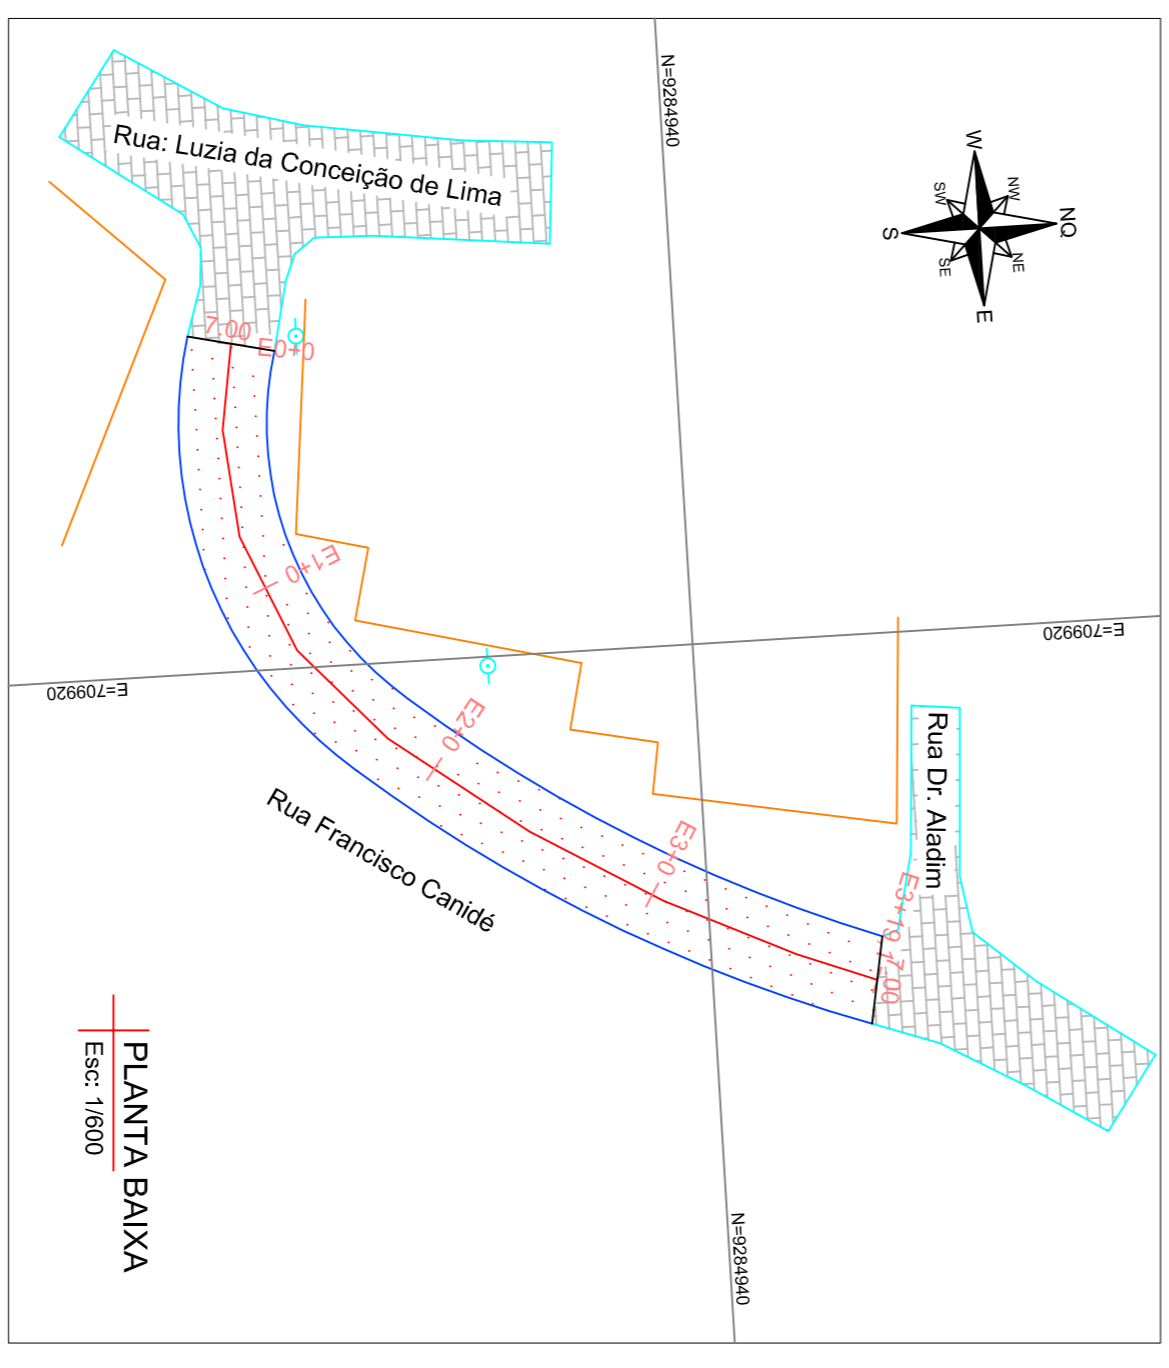 Rua: Luzia da Conceição de Lima
N=9284940
W
NW
SW
NQ
S
NE
SE
E
7.00
E0+0
E1+0
E=709920
E=709920
E2+0
Rua Dr. Aladim
E3+0
Rua Francisco Canidé
E3+19
7.00
N=9284940
PLANTA BAIXA
Esc: 1/600